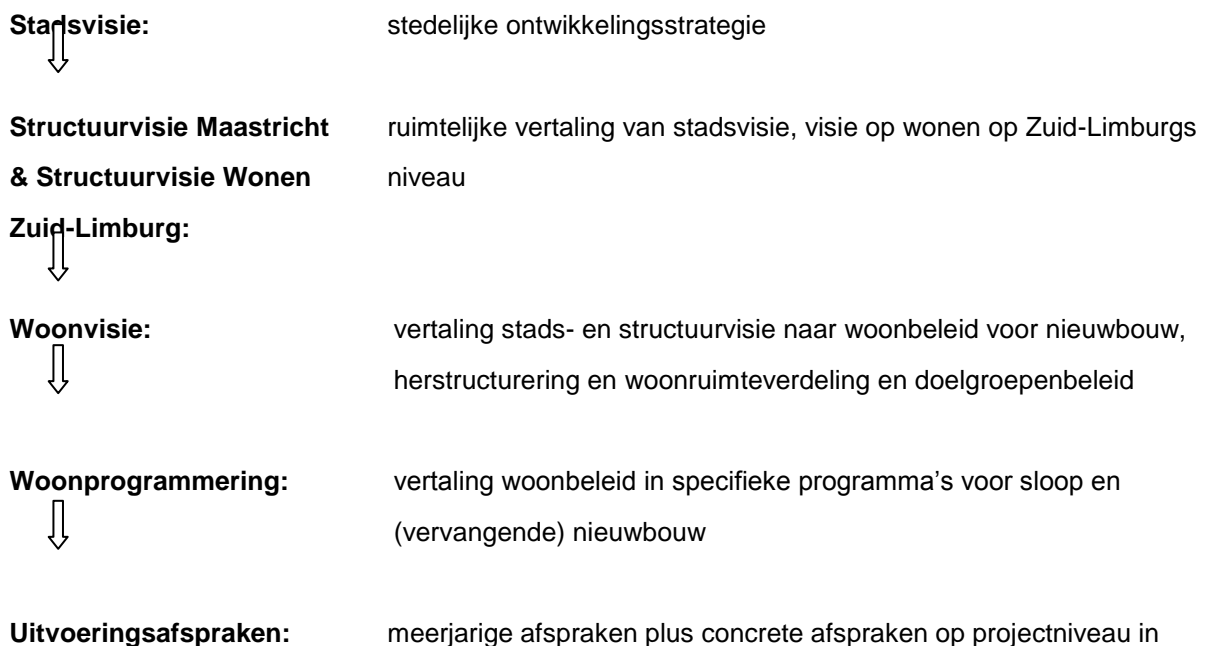 Stadsvisie: stedelijke ontwikkelingsstrategie
Structuurvisie Maastricht ruimtelijke vertaling van stadsvisie, visie op wonen op Zuid-Limburgs
& Structuurvisie Wonen niveau
Zuid-Limburg:
Woonvisie: vertaling stads- en structuurvisie naar woonbeleid voor nieuwbouw,
herstructurering en woonruimteverdeling en doelgroepenbeleid
Woonprogrammering: vertaling woonbeleid in specifieke programma's voor sloop en
(vervangende) nieuwbouw
Uitvoeringsafspraken: meerjarige afspraken plus concrete afspraken op projectniveau in